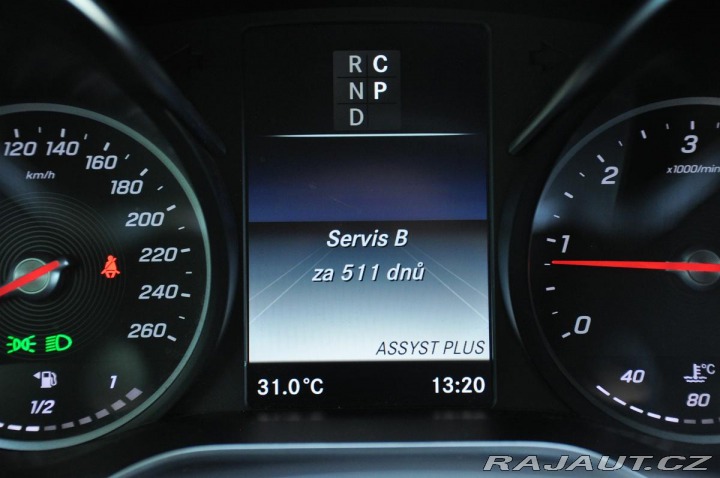 R C
N P
D
120 140 160 180 200 220 240 260
km/h
Servis B
za 511 dnů
ASSYST PLUS
31.0°C 13:20
1/2 1
3
2
1
0
x1000/min
°C
40 80
RAJAUT.CZ